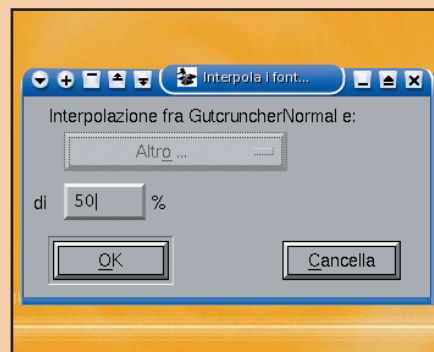 Interpola i font...
Interpolazione fra GutcruncherNormal e:
Altro ...
di 50 %
OK
Cancella